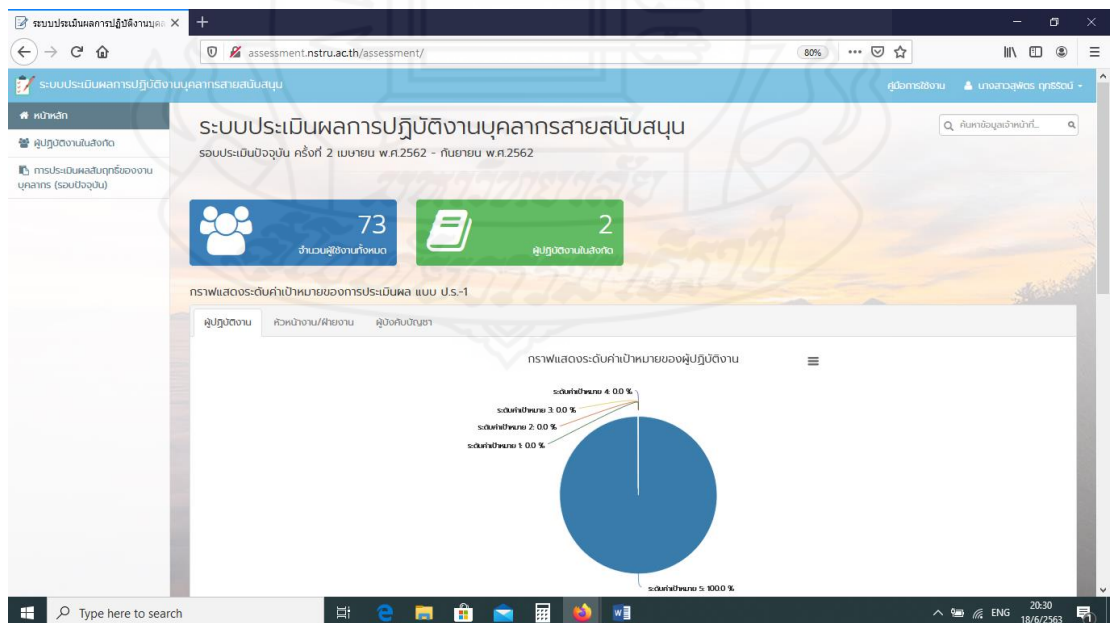 ระบบประเมินผลการปฏิบัติงานบุคล
assessment.nstru.ac.th/assessment/
80%
ระบบประเมินผลการปฏิบัติงานบุคลากรสายสนับสนุน
คู่มือการใช้งาน
หน้าหลัก
ผู้ปฏิบัติงานในสังกัด
การประเมินผลสัมฤทธิ์ของงาน
บุคลากร (รอบปัจจุบัน)
ระบบประเมินผลการปฏิบัติงานบุคลากรสายสนับสนุน
ค้นหาข้อมูลเจ้าหน้าที่...
รอบประเมินปัจจุบัน ครั้งที่ 2 เมษายน พ.ศ.2562 - กันยายน พ.ศ.2562
73
จำนวนผู้ใช้งานทั้งหมด
2
ผู้ปฏิบัติงานในสังกัด
กราฟแสดงระดับค่าเป้าหมายของการประเมินผล แบบ ป.ร.-1
ผู้ปฏิบัติงาน
หัวหน้างาน/ฝ่ายงาน
ผู้บังคับบัญชา
กราฟแสดงระดับค่าเป้าหมายของผู้ปฏิบัติงาน
ระดับค่าเป้าหมาย 4: 0.0 %
ระดับค่าเป้าหมาย 3: 0.0 %
ระดับค่าเป้าหมาย 2: 0.0 %
ระดับค่าเป้าหมาย 1: 0.0 %
ระดับค่าเป้าหมาย 5: 100.0 %
Type here to search
ENG
20:30
18/6/2563